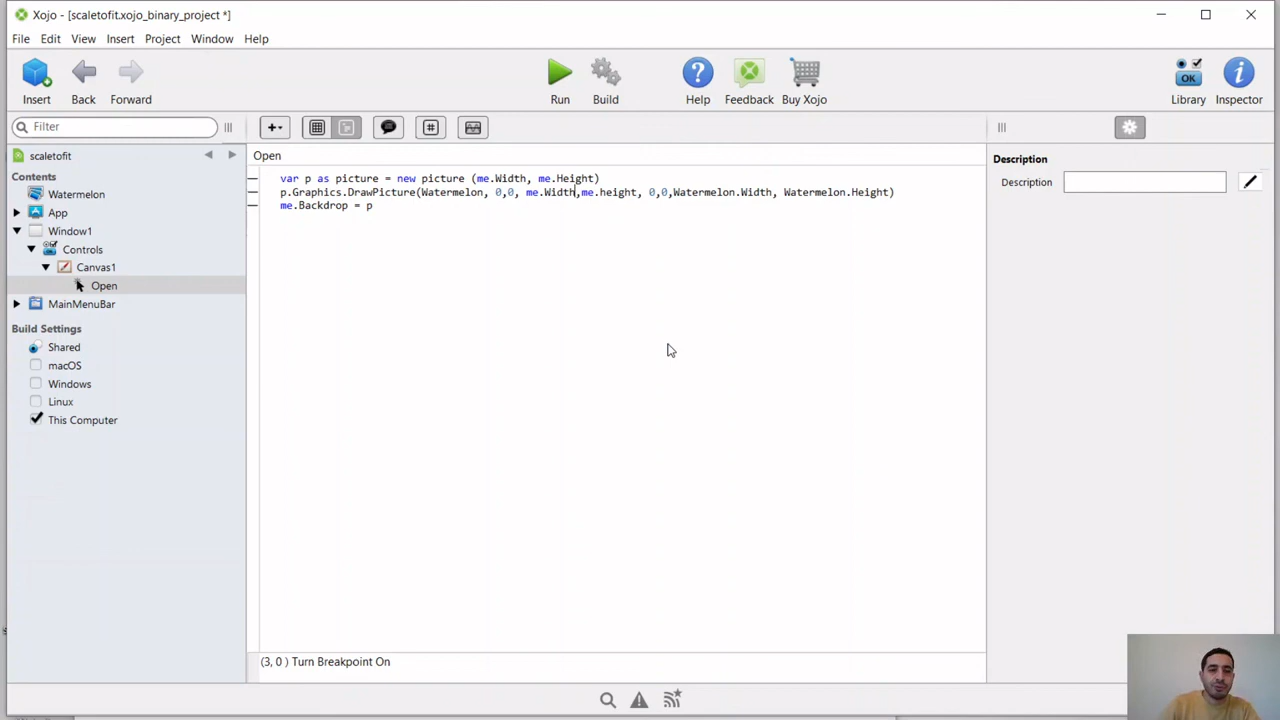 Xojo - [scaletofit.xojo_binary_project *]
File Edit View Insert Project Window Help
Insert Back Forward Run Build Help Feedback Buy Xojo Library Inspector
OK
Filter
scaletofit
Contents
Watermelon
App
Window1
Controls
Canvas1
Open
MainMenuBar
Build Settings
Shared
macOS
Windows
Linux
This Computer
Open
var p as picture = new picture (me.Width, me.Height)
p.Graphics.DrawPicture(Watermelon, 0,0, me.Width,me.height, 0,0,Watermelon.Width, Watermelon.Height)
me.Backdrop = p
(3, 0 ) Turn Breakpoint On
Description
Description